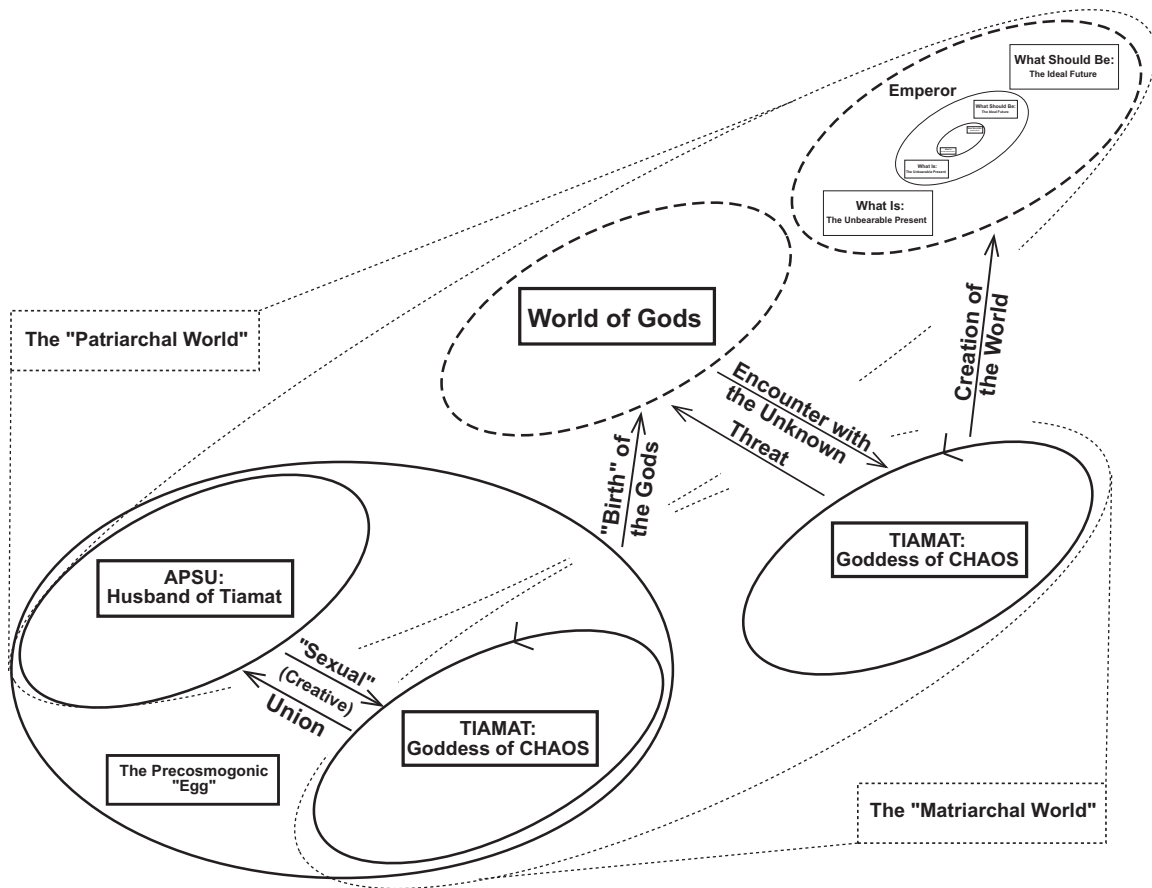 What Should Be:
The Ideal Future
Emperor
What Should Be:
The Ideal Future
What Is:
The Unbearable Present
What Is:
The Unbearable Present
World of Gods
The "Patriarchal World"
Creation of
the World
Encounter with
the Unknown
Threat
"Birth" of
the Gods
APSU:
Husband of Tiamat
TIAMAT:
Goddess of CHAOS
"Sexual"
(Creative)
Union
TIAMAT:
Goddess of CHAOS
The Precosmogonic
"Egg"
The "Matriarchal World"